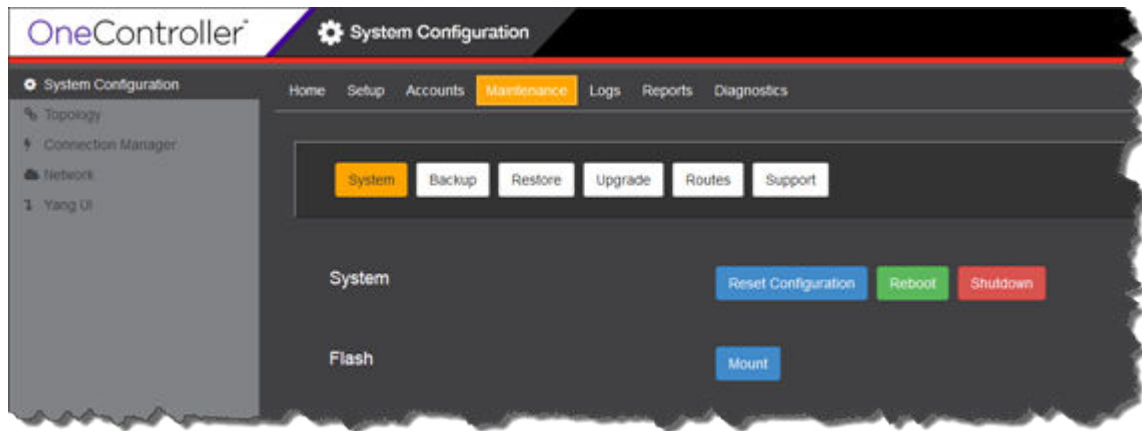 OneController™
System Configuration
System Configuration
Topology
Connection Manager
Network
Yang UI
Home Setup Accounts Maintenance Logs Reports Diagnostics
System Backup Restore Upgrade Routes Support
System Reset Configuration Reboot Shutdown
Flash Mount